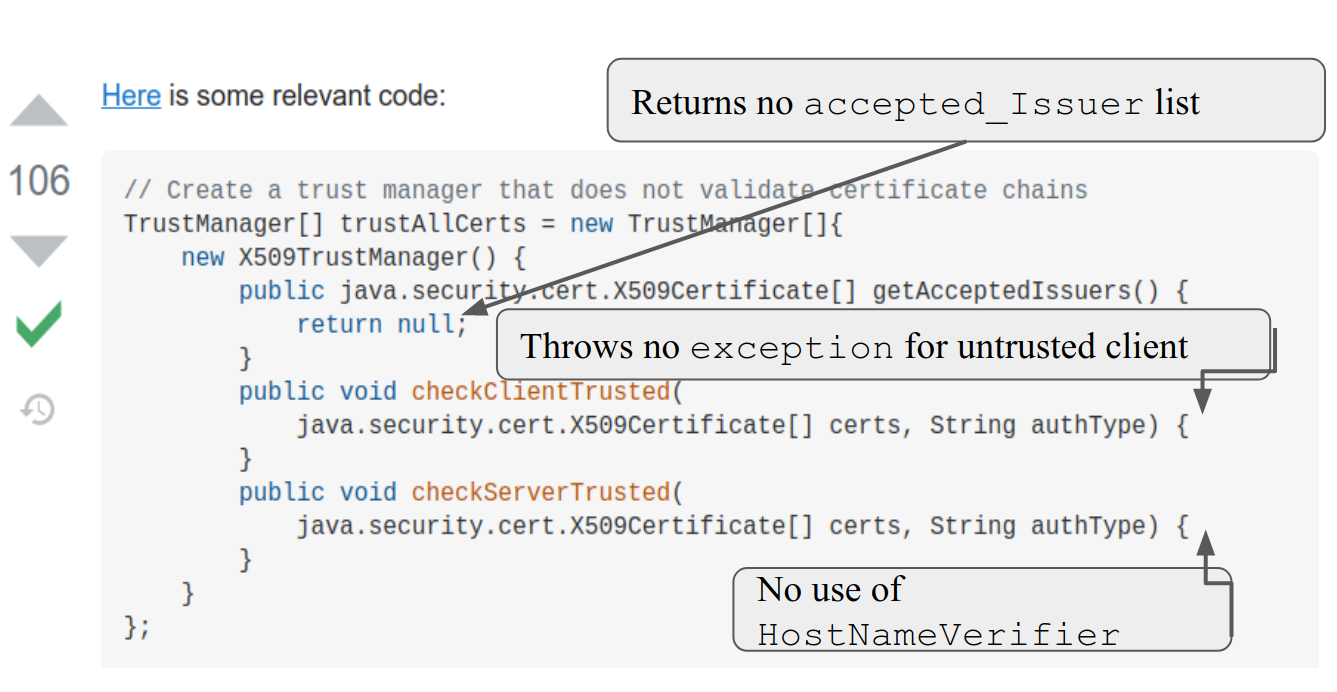 Here is some relevant code:
Returns no accepted_Issuer list
106
// Create a trust manager that does not validate certificate chains
TrustManager[] trustAllCerts = new TrustManager[]{
    new X509TrustManager() {
        public java.security.cert.X509Certificate[] getAcceptedIssuers() {
            return null;
Throws no exception for untrusted client
        }
        public void checkClientTrusted(
            java.security.cert.X509Certificate[] certs, String authType) {
        }
        public void checkServerTrusted(
            java.security.cert.X509Certificate[] certs, String authType) {
        }
No use of
HostNameVerifier
    }
};